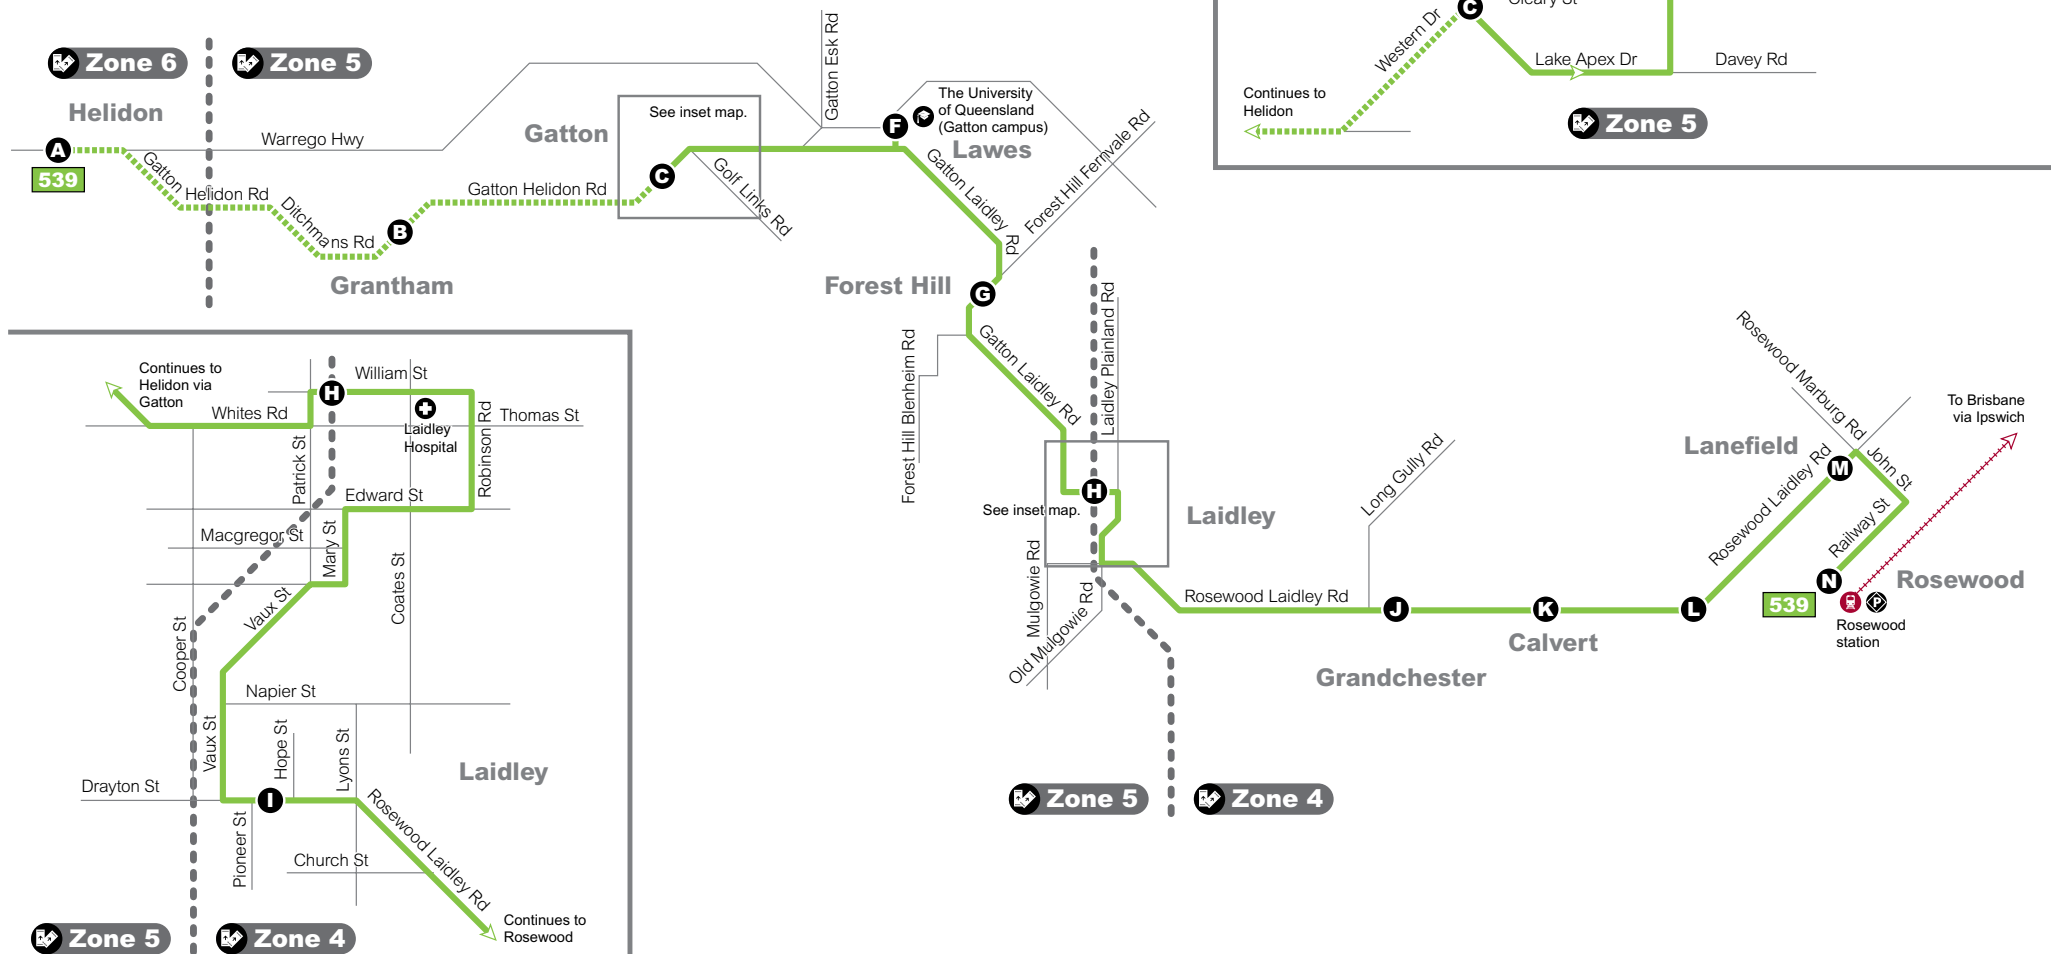 Zone 6
Zone 5
Helidon
A
539
Warrego Hwy
Gatton
Helidon Rd
Ditchmans Rd
B
Grantham
Gatton Helidon Rd
Gatton
See inset map.
C
Golf Links Rd
Gatton Esk Rd
F
The University
of Queensland
(Gatton campus)
Lawes
Gatton Laidley Rd
Forest Hill Fernvale Rd
Forest Hill
G
Forest Hill Blenheim Rd
Gatton Laidley Rd
Laidley Plainland Rd
H
See inset map.
Laidley
Mulgowie Rd
Old Mulgowie Rd
Rosewood Laidley Rd
Long Gully Rd
J
K
L
Calvert
Grandchester
Rosewood Laidley Rd
Lanefield
M
Rosewood Marburg Rd
John St
Railway St
N
539
P
Rosewood
Rosewood
station
To Brisbane
via Ipswich
Zone 5
Zone 4
C
Western Dr
Lake Apex Dr
Davey Rd
Continues to
Helidon
Zone 5
Cleary St
Continues to
Helidon via
Gatton
H
William St
Whites Rd
Thomas St
Laidley
Hospital
Patrick St
Robinson Rd
Edward St
Macgregor St
Mary St
Coates St
Vaux St
Cooper St
Napier St
Vaux St
Hope St
Lyons St
Laidley
Drayton St
I
Pioneer St
Church St
Rosewood Laidley Rd
Continues to
Rosewood
Zone 5
Zone 4